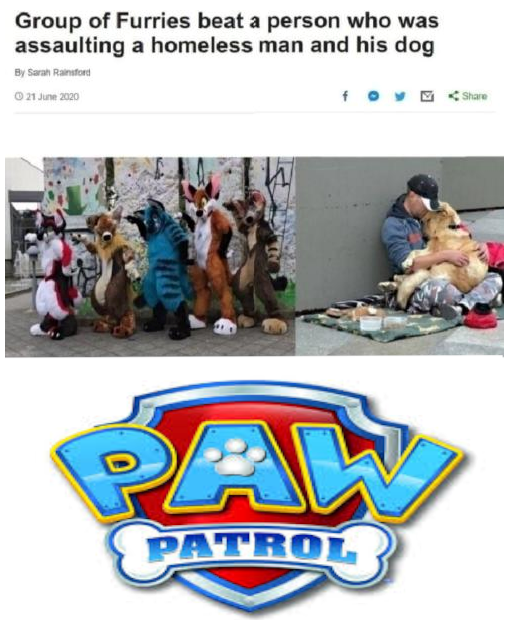 Group of Furries beat a person who was
assaulting a homeless man and his dog
By Sarah Rainsford
21 June 2020
f
Share
PAW
PATROL